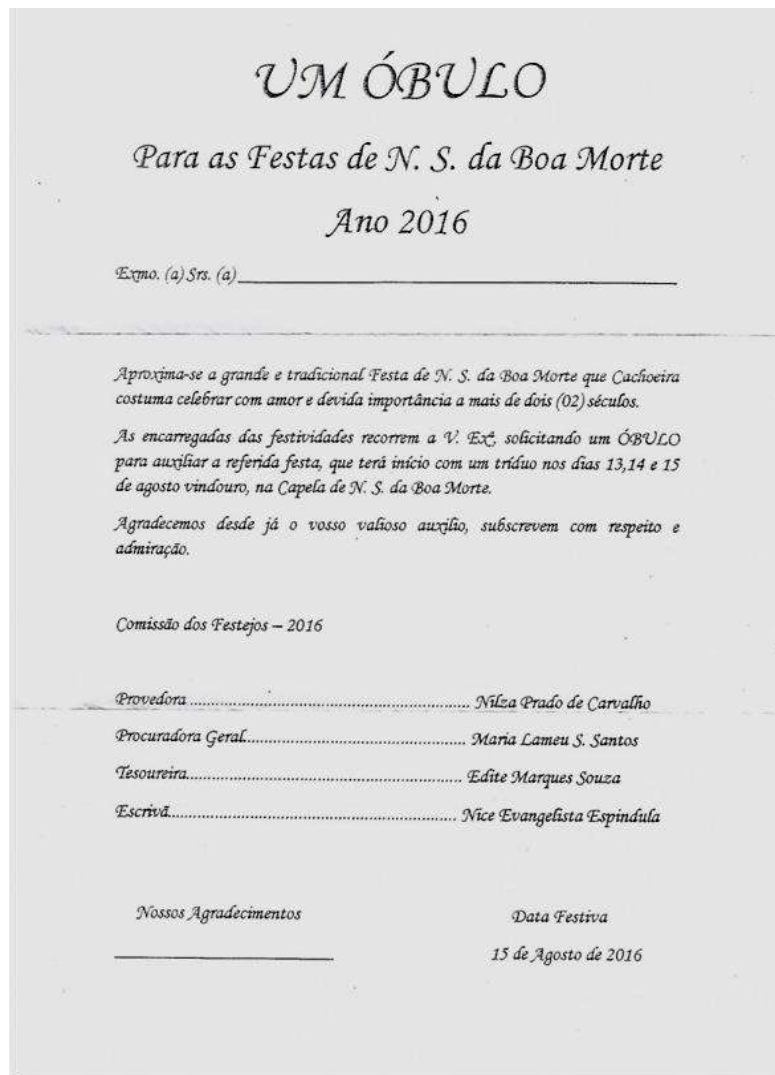 UM ÓBULO
Para as Festas de N. S. da Boa Morte
Ano 2016
Exmo. (a) Srs. (a)
Aproxima-se a grande e tradicional Festa de N. S. da Boa Morte que Cachoeira
costuma celebrar com amor e devida importância a mais de dois (02) séculos.
As encarregadas das festividades recorrem a V. Exª, solicitando um ÓBULO
para auxiliar a referida festa, que terá início com um tríduo nos dias 13,14 e 15
de agosto vindouro, na Capela de N. S. da Boa Morte.
Agradecemos desde já o vosso valioso auxilio, subscrevem com respeito e
admiração.
Comissão dos Festejos – 2016
Provedora ..................................................................... Nilza Prado de Carvalho
Procuradora Geral...................................................... Maria Lameu S. Santos
Tesoureira.................................................................... Edite Marques Souza
Escrivã....................................................................... Nice Evangelista Espindula
Nossos Agradecimentos
Data Festiva
15 de Agosto de 2016